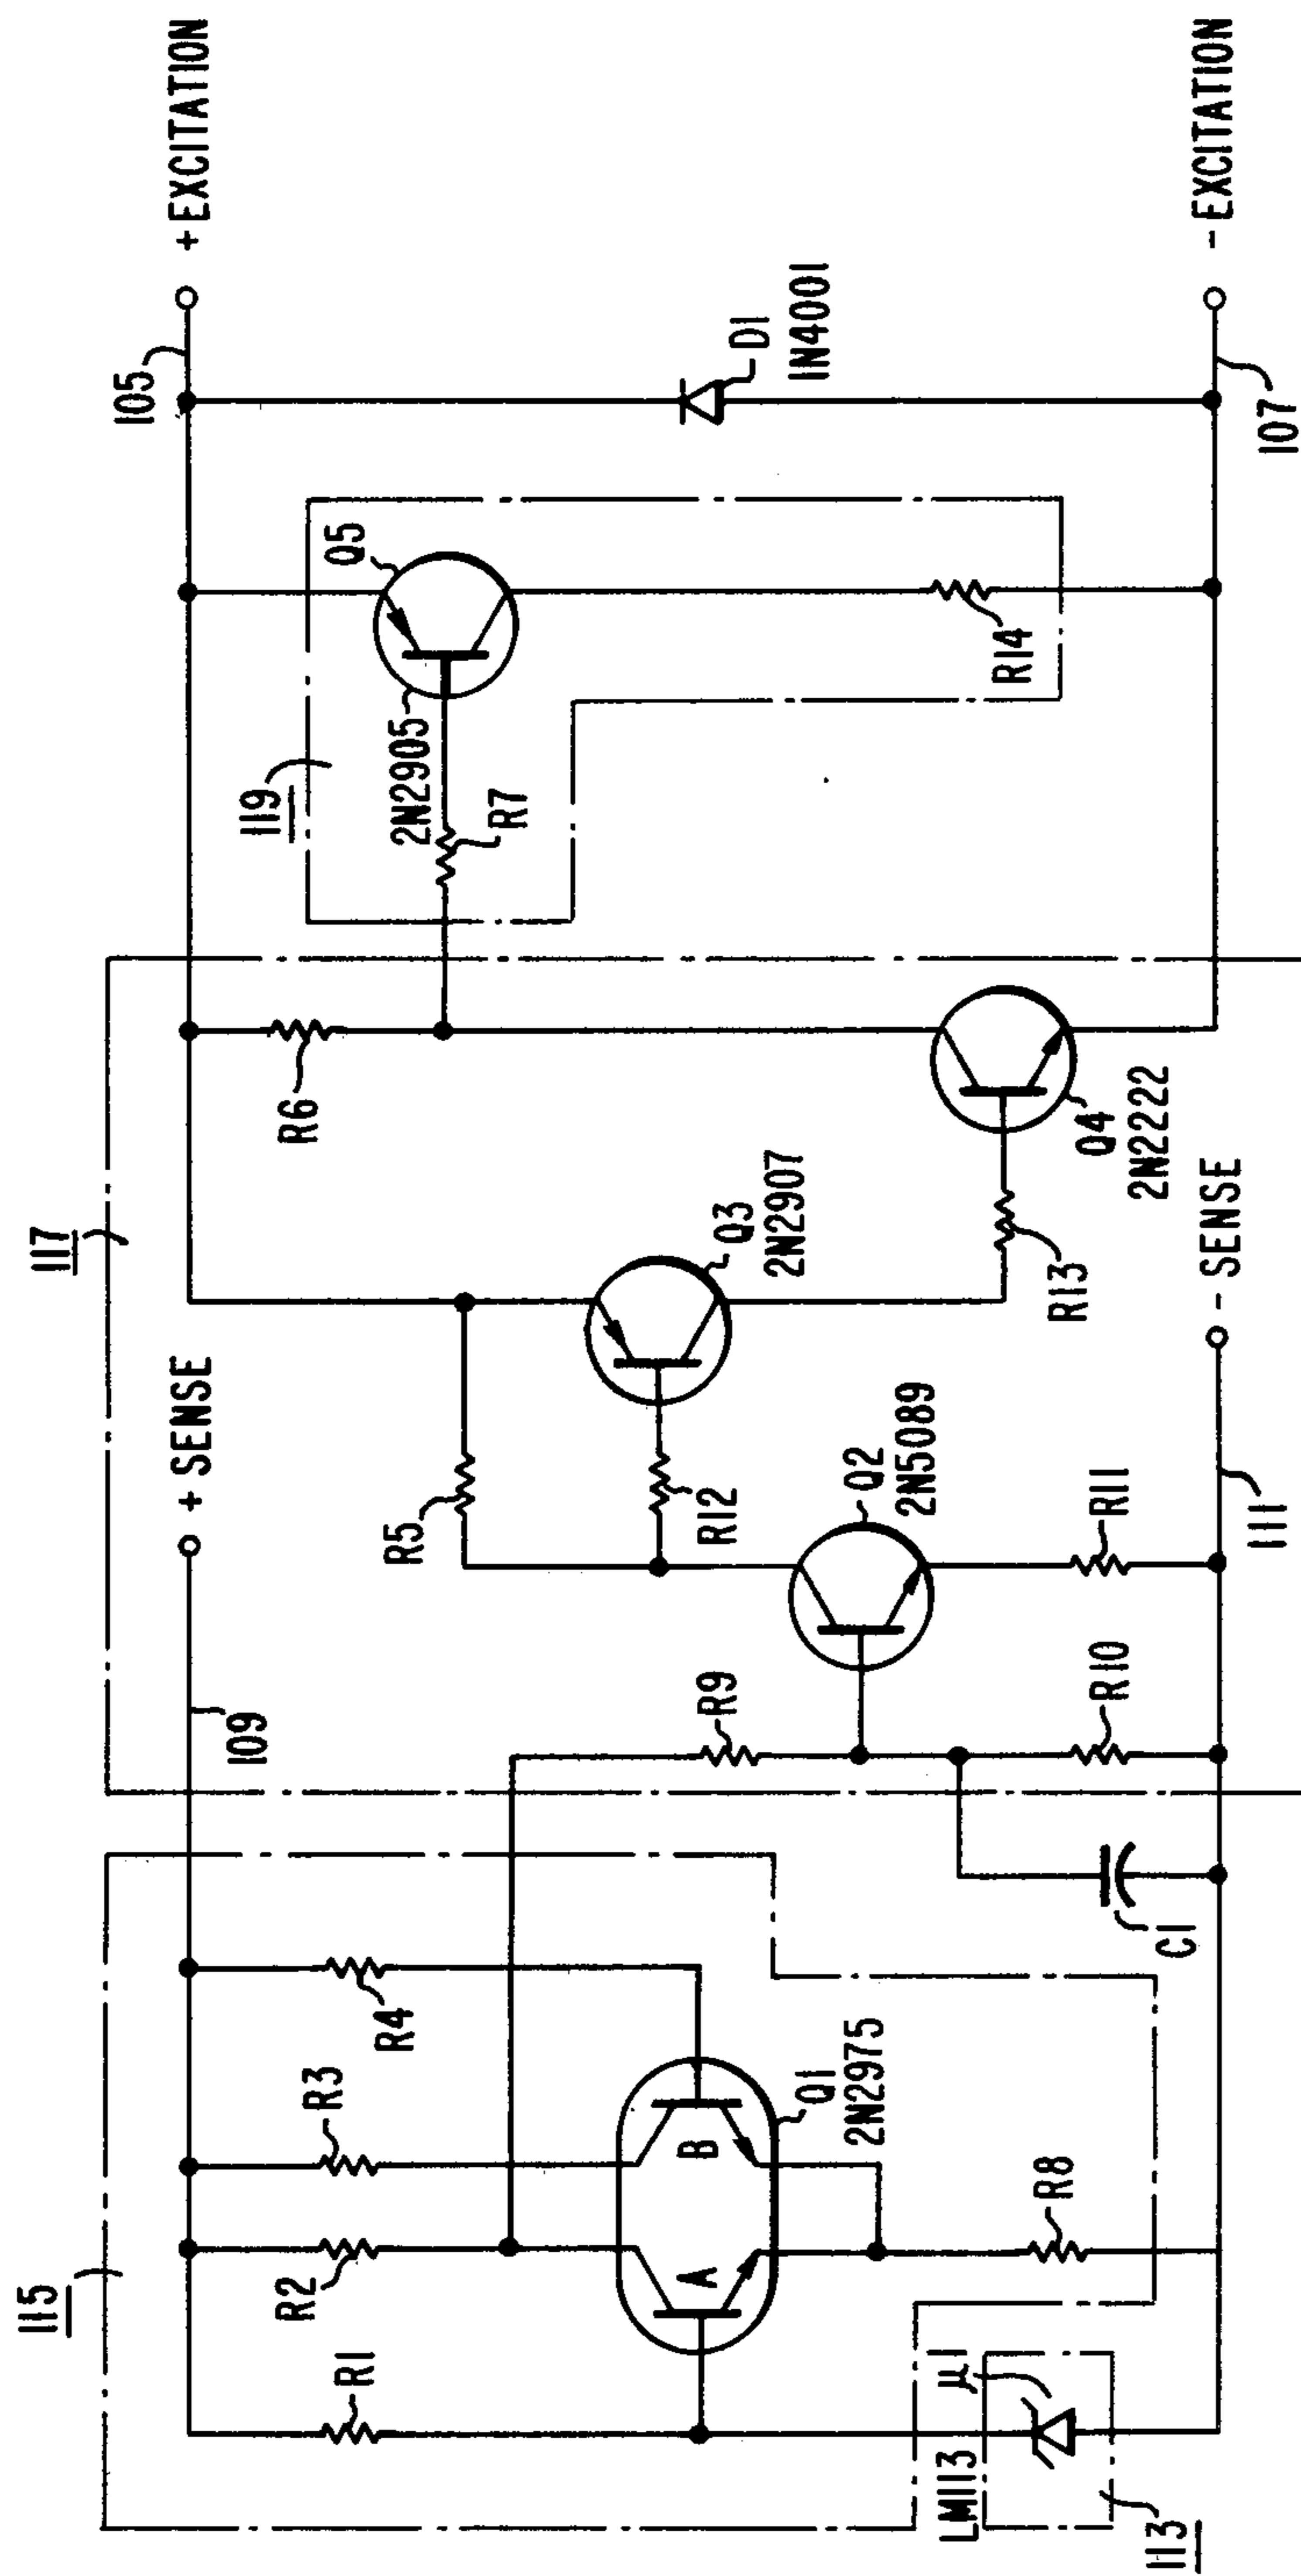 115
117
R1
R2
R3
R4
109
+ SENSE
R5
R6
119
2N2905
Q5
105
+ EXCITATION
R7
R9
R12
Q3
2N2907
D1
1N4001
A
B
Q1
2N2975
Q2
2N5089
R13
Q4
2N2222
R14
LM113
μ1
R8
C1
R10
R11
113
111
- SENSE
107
- EXCITATION